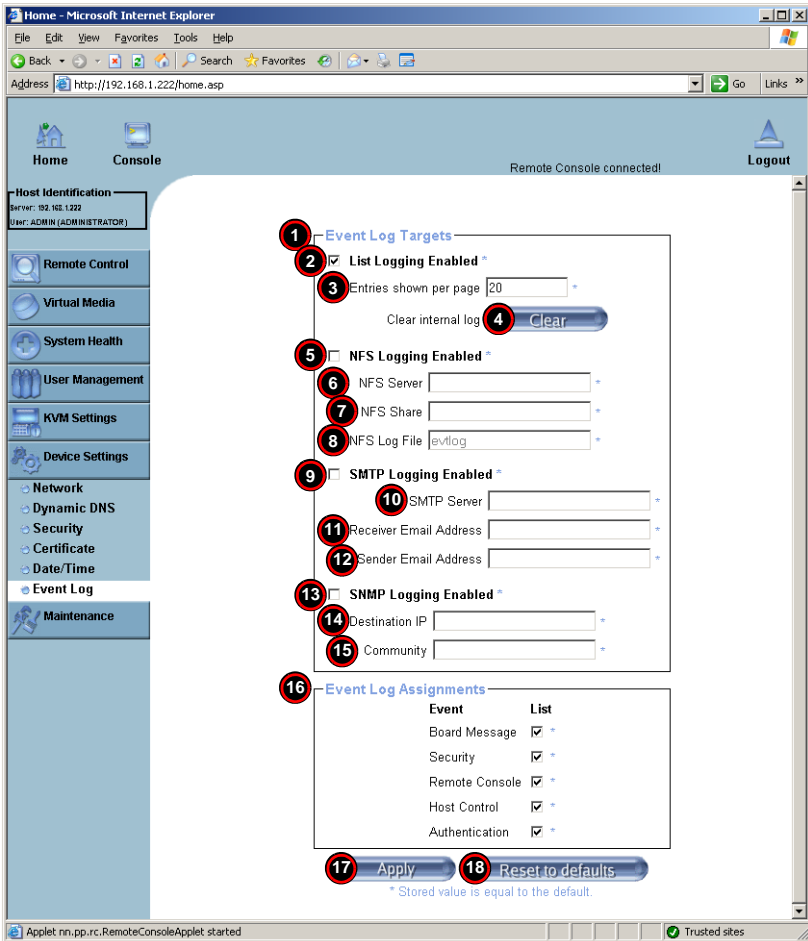 Home - Microsoft Internet Explorer
File Edit View Favorites Tools Help
Back Search Favorites
Address http://192.168.1.222/home.asp Go Links »
Home Console Remote Console connected! Logout
Host Identification
Server: 192.168.1.222
User: ADMIN (ADMINISTRATOR)
Remote Control
Virtual Media
System Health
User Management
KVM Settings
Device Settings
Network
Dynamic DNS
Security
Certificate
Date/Time
Event Log
Maintenance
1 Event Log Targets
2 List Logging Enabled *
3 Entries shown per page 20 *
Clear internal log 4 Clear
5 NFS Logging Enabled *
6 NFS Server *
7 NFS Share *
8 NFS Log File evtlog *
9 SMTP Logging Enabled *
10 SMTP Server *
11 Receiver Email Address *
12 Sender Email Address *
13 SNMP Logging Enabled *
14 Destination IP *
15 Community *
16 Event Log Assignments
Event List
Board Message *
Security *
Remote Console *
Host Control *
Authentication *
17 Apply 18 Reset to defaults
* Stored value is equal to the default.
Applet nn.pp.rc.RemoteConsoleApplet started Trusted sites